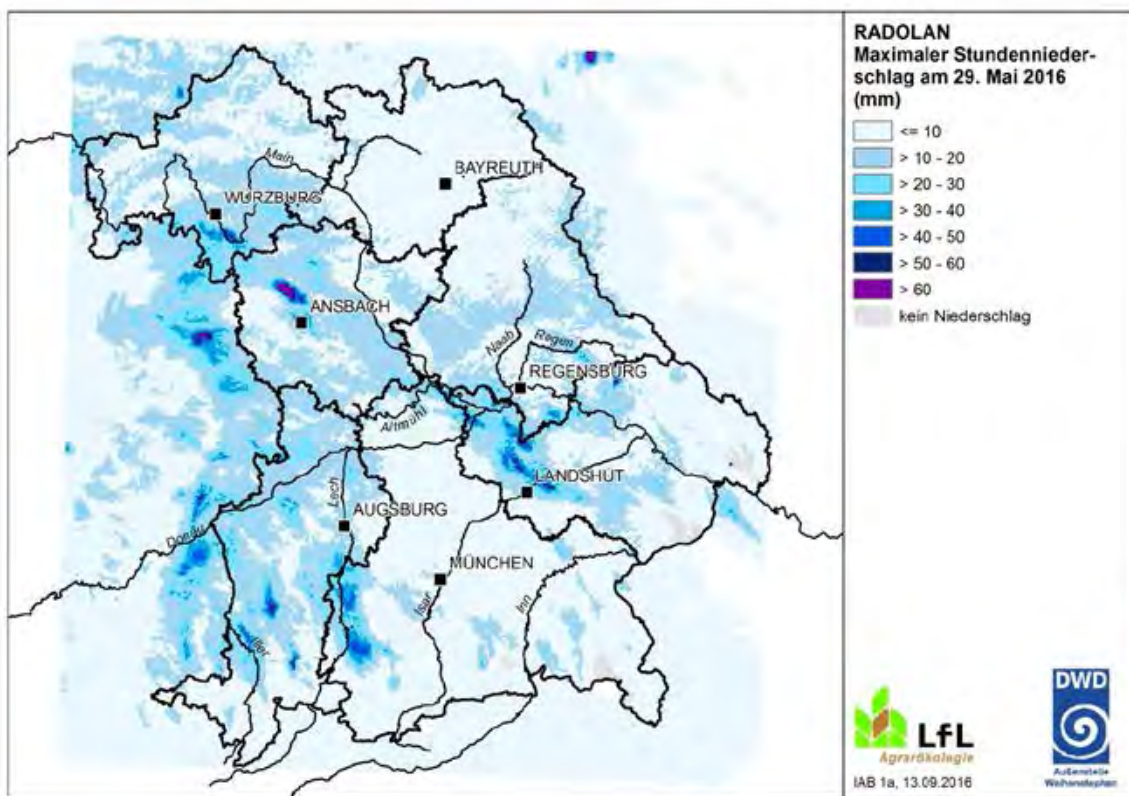 RADOLAN
Maximaler Stundennieder-
schlag am 29. Mai 2016
(mm)
<= 10
> 10 - 20
> 20 - 30
> 30 - 40
> 40 - 50
> 50 - 60
> 60
kein Niederschlag
Main
BAYREUTH
WÜRZBURG
ANSBACH
Naab
Regen
REGENSBURG
Altmühl
LANDSHUT
Lech
AUGSBURG
Donau
MÜNCHEN
Isar
Inn
Iller
LfL
Agrarökologie
IAB 1a, 13.09.2016
DWD
Außenstelle
Weihenstephan